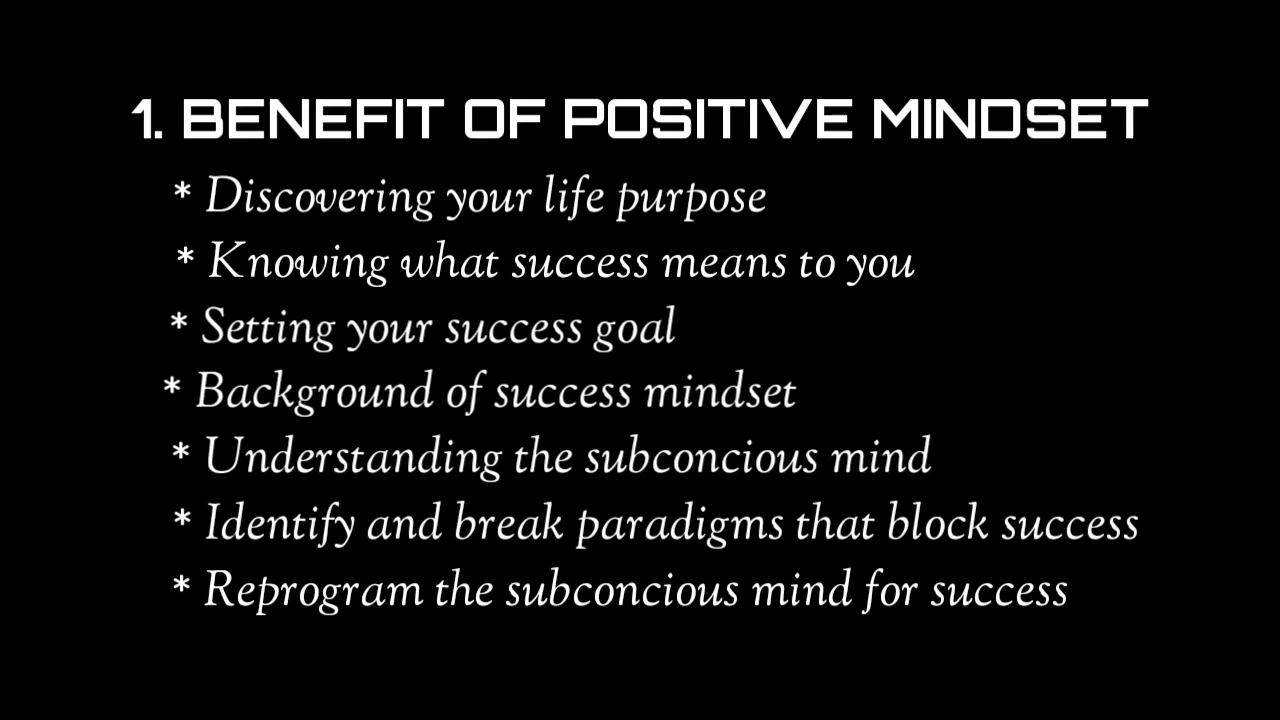 1. BENEFIT OF POSITIVE MINDSET
* Discovering your life purpose
* Knowing what success means to you
* Setting your success goal
* Background of success mindset
* Understanding the subconcious mind
* Identify and break paradigms that block success
* Reprogram the subconcious mind for success